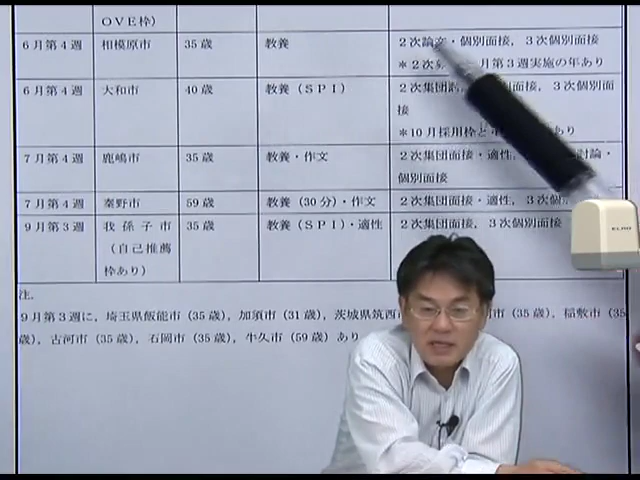 OVE枠)
6月第4週 相模原市 35歳 教養 2次論文・個別面接，3次個別面接
＊2次 月第3週実施の年あり
6月第4週 大和市 40歳 教養（SPI） 2次集団討 別面接，3次個別面
接
＊10月採用枠と あり
7月第4週 鹿嶋市 35歳 教養・作文 2次集団面接・適性， 討論・
個別面接
7月第4週 秦野市 59歳 教養（30分）・作文 2次集団面接・適性，3次個
9月第3週 我孫子市 35歳 教養（SPI）・適性 2次集団面接，3次個別面接
（自己推薦
枠あり）
注．
9月第3週に，埼玉県飯能市（35歳），加須市（31歳），茨城県筑西 市（35歳），稲敷市（35
歳），古河市（35歳），石岡市（35歳），牛久市（59歳）あり
ELMO